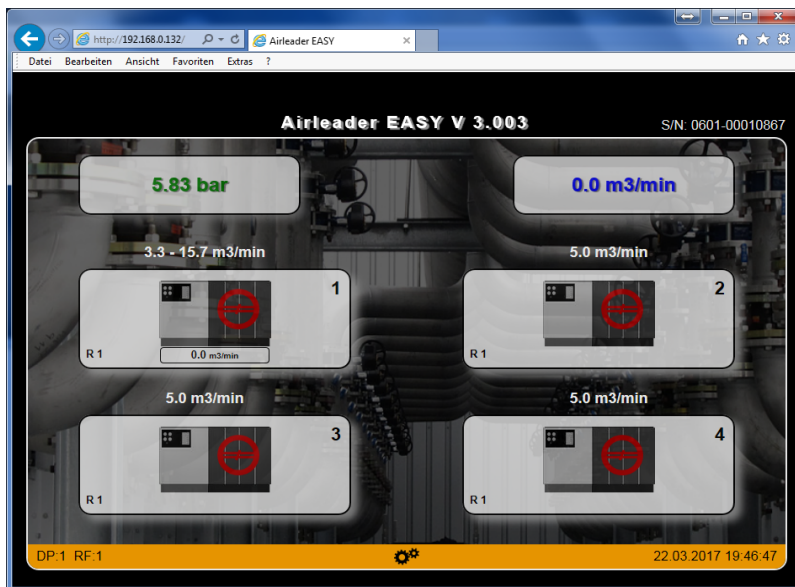 http://192.168.0.132/
Airleader EASY
Datei Bearbeiten Ansicht Favoriten Extras ?
Airleader EASY V 3.003
S/N: 0601-00010867
5.83 bar
0.0 m3/min
3.3 - 15.7 m3/min
5.0 m3/min
1
2
R 1
0.0 m3/min
R 1
5.0 m3/min
5.0 m3/min
3
4
R 1
R 1
DP:1 RF:1
22.03.2017 19:46:47